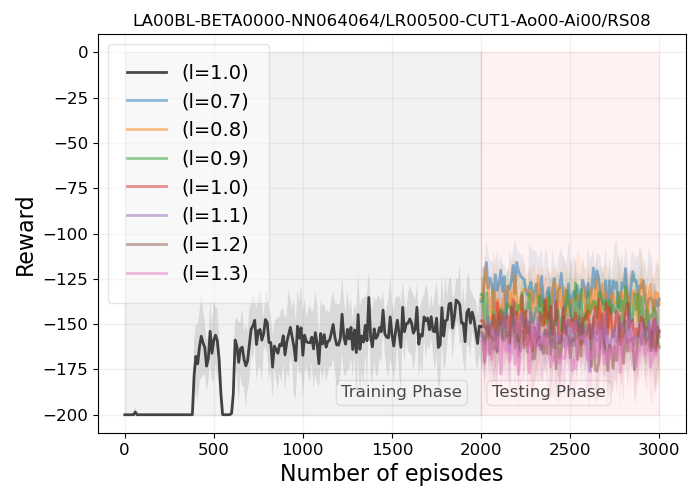 LA00BL-BETA0000-NN064064/LR00500-CUT1-Ao00-Ai00/RS08
Reward
0
−25
−50
−75
−100
−125
−150
−175
−200
(l=1.0)
(l=0.7)
(l=0.8)
(l=0.9)
(l=1.0)
(l=1.1)
(l=1.2)
(l=1.3)
Training Phase
Testing Phase
0 500 1000 1500 2000 2500 3000
Number of episodes